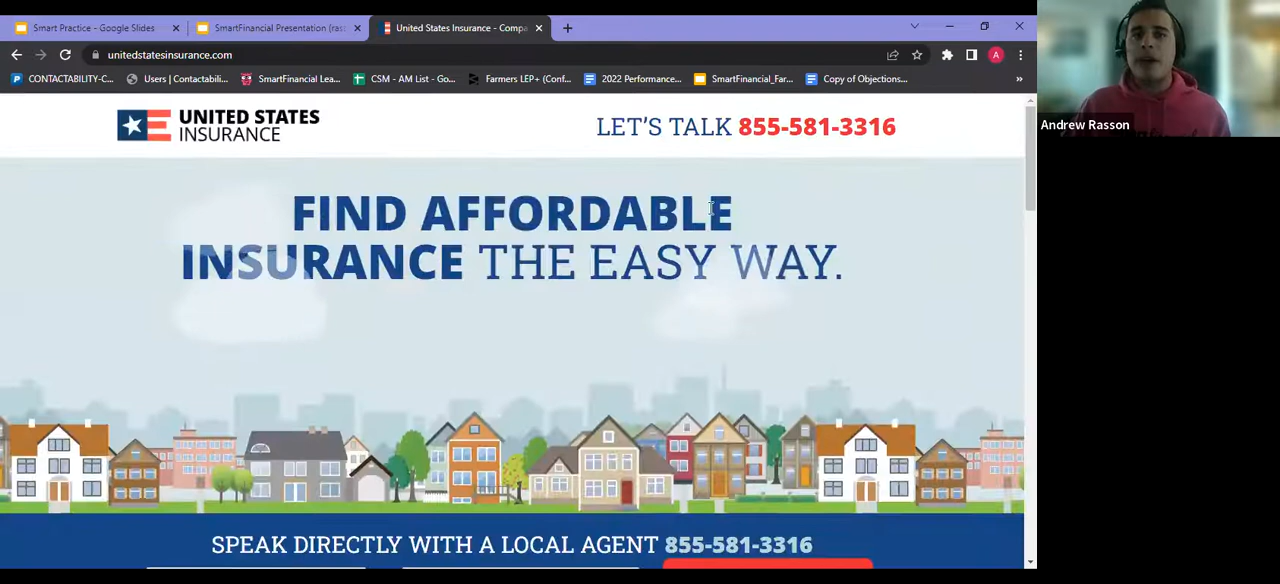 Smart Practice - Google Slides
SmartFinancial Presentation (ras
United States Insurance - Compa
unitedstatesinsurance.com
A
CONTACTABILITY-C...
Users | Contactabili...
SmartFinancial Lea...
CSM - AM List - Go...
Farmers LEP+ (Conf...
2022 Performance...
SmartFinancial_Far...
Copy of Objections...
»
UNITED STATES
INSURANCE
LET'S TALK 855-581-3316
FIND AFFORDABLE
INSURANCE THE EASY WAY.
SPEAK DIRECTLY WITH A LOCAL AGENT 855-581-3316
Andrew Rasson